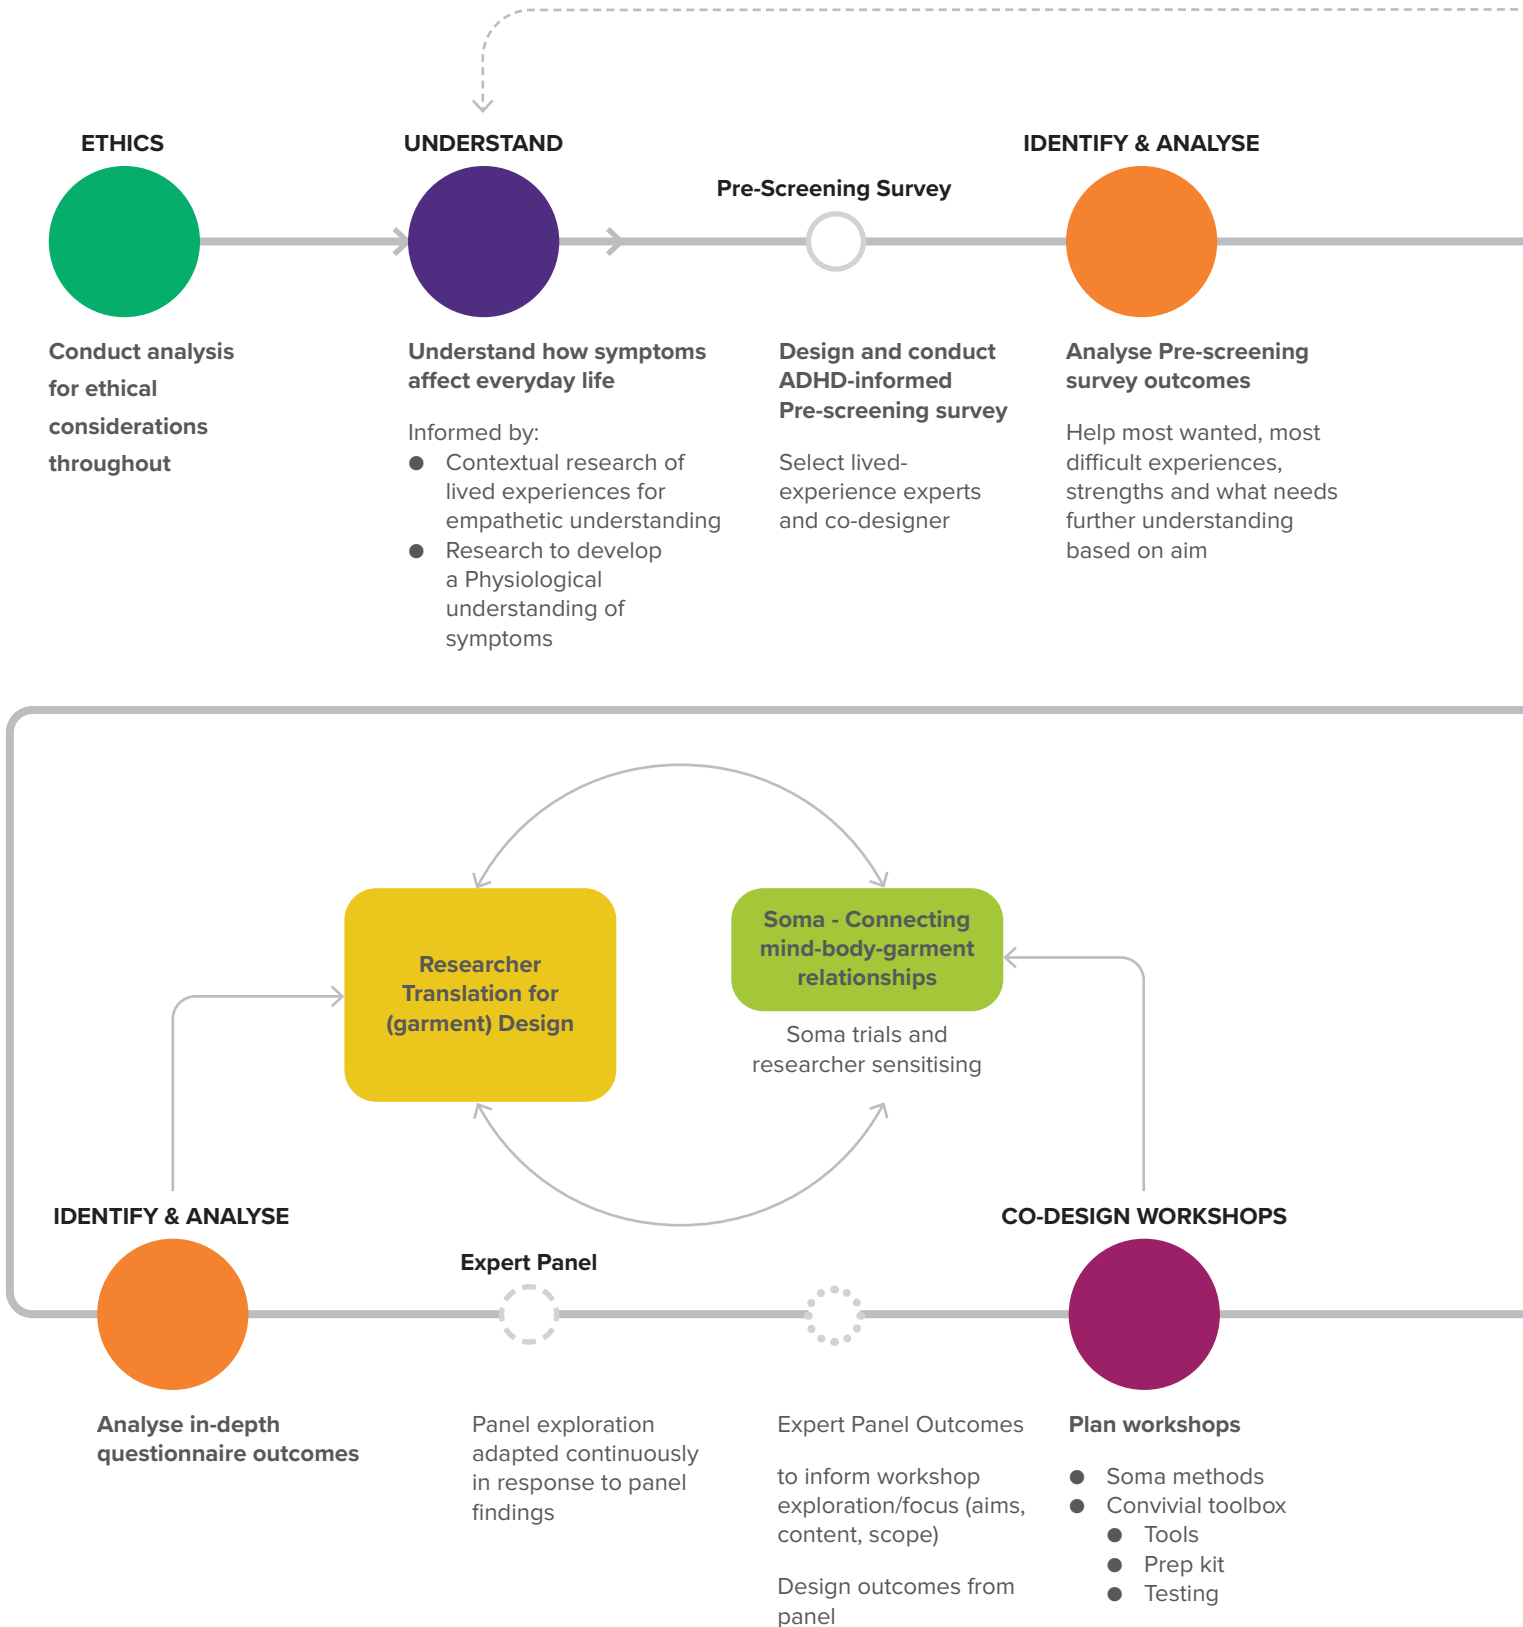 ETHICS
Conduct analysis
for ethical
considerations
throughout
UNDERSTAND
Understand how symptoms
affect everyday life
Informed by:
● Contextual research of
lived experiences for
empathetic understanding
● Research to develop
a Physiological
understanding of
symptoms
Pre-Screening Survey
Design and conduct
ADHD-informed
Pre-screening survey
Select lived-
experience experts
and co-designer
IDENTIFY & ANALYSE
Analyse Pre-screening
survey outcomes
Help most wanted, most
difficult experiences,
strengths and what needs
further understanding
based on aim
Researcher
Translation for
(garment) Design
Soma - Connecting
mind-body-garment
relationships
Soma trials and
researcher sensitising
IDENTIFY & ANALYSE
Analyse in-depth
questionnaire outcomes
Expert Panel
Panel exploration
adapted continuously
in response to panel
findings
Expert Panel Outcomes
to inform workshop
exploration/focus (aims,
content, scope)
Design outcomes from
panel
CO-DESIGN WORKSHOPS
Plan workshops
● Soma methods
● Convivial toolbox
● Tools
● Prep kit
● Testing